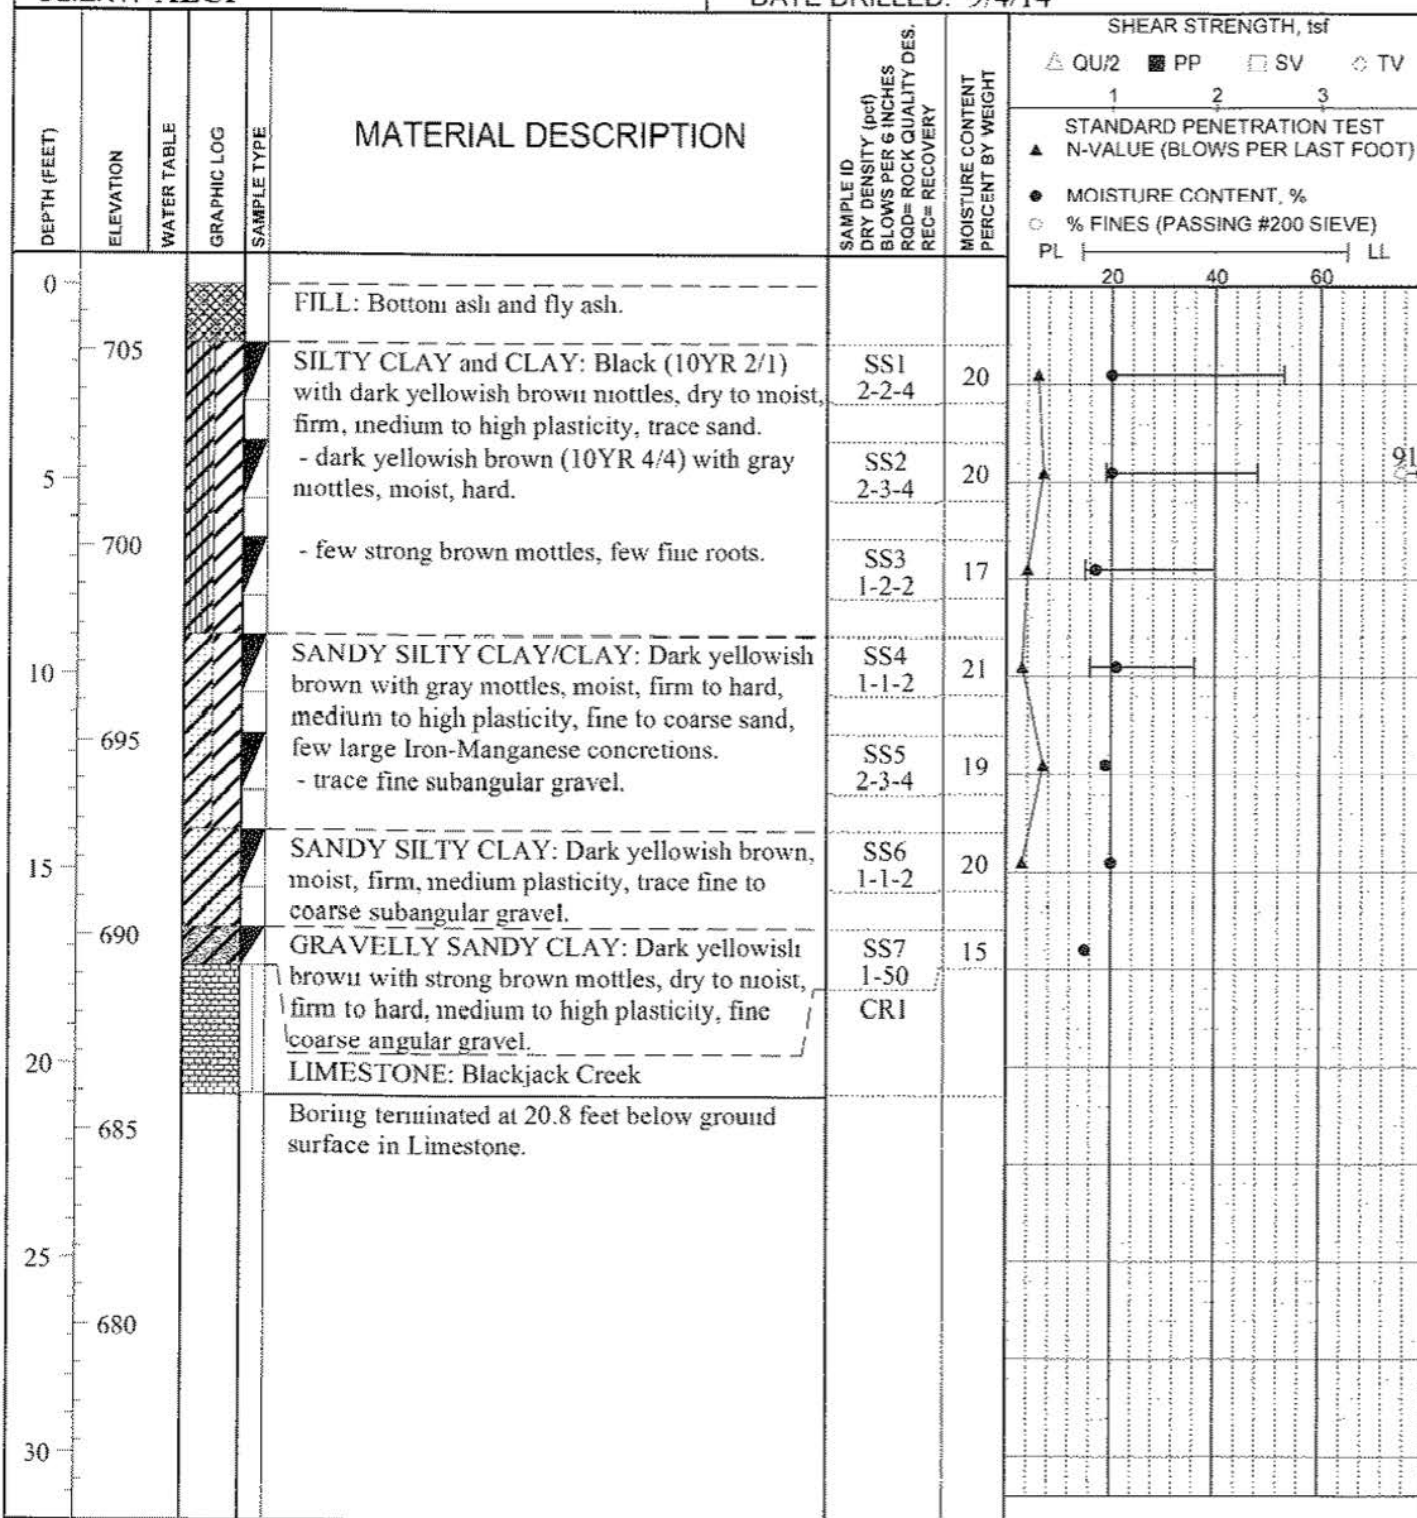 DATE DRILLED: 9/4/14
DEPTH (FEET)
ELEVATION
WATER TABLE
GRAPHIC LOG
SAMPLE TYPE
MATERIAL DESCRIPTION
SAMPLE ID
DRY DENSITY (pcf)
BLOWS PER 6 INCHES
RQD= ROCK QUALITY DES.
REC= RECOVERY
MOISTURE CONTENT
PERCENT BY WEIGHT
SHEAR STRENGTH, tsf
QU/2 PP SV TV
1 2 3
STANDARD PENETRATION TEST
N-VALUE (BLOWS PER LAST FOOT)
MOISTURE CONTENT, %
% FINES (PASSING #200 SIEVE)
PL LL
20 40 60
0
FILL: Bottom ash and fly ash.
705
SILTY CLAY and CLAY: Black (10YR 2/1)
with dark yellowish brown mottles, dry to moist,
firm, medium to high plasticity, trace sand.
SS1
2-2-4
20
5
- dark yellowish brown (10YR 4/4) with gray
mottles, moist, hard.
SS2
2-3-4
20
91
700
- few strong brown mottles, few fine roots.
SS3
1-2-2
17
10
SANDY SILTY CLAY/CLAY: Dark yellowish
brown with gray mottles, moist, firm to hard,
medium to high plasticity, fine to coarse sand,
few large Iron-Manganese concretions.
- trace fine subangular gravel.
SS4
1-1-2
21
695
SS5
2-3-4
19
15
SANDY SILTY CLAY: Dark yellowish brown,
moist, firm, medium plasticity, trace fine to
coarse subangular gravel.
SS6
1-1-2
20
690
GRAVELLY SANDY CLAY: Dark yellowish
brown with strong brown mottles, dry to moist,
firm to hard, medium to high plasticity, fine
coarse angular gravel.
SS7
1-50
15
CR1
20
LIMESTONE: Blackjack Creek
685
Boring terminated at 20.8 feet below ground
surface in Limestone.
25
680
30